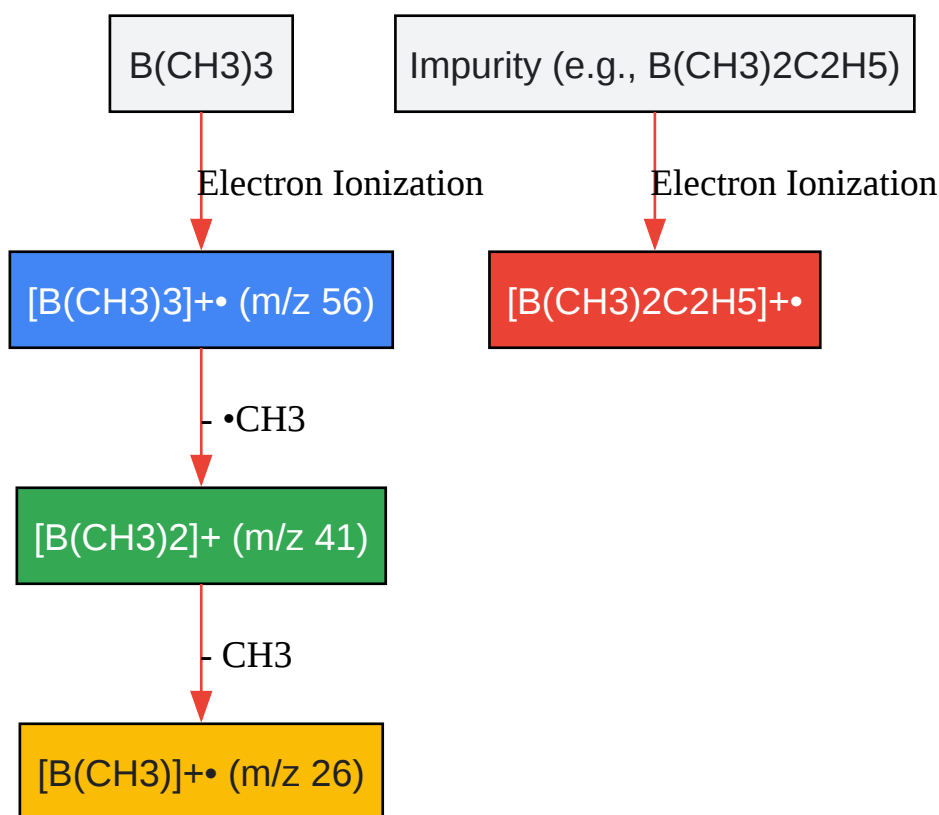 B(CH3)3
Impurity (e.g., B(CH3)2C2H5)
Electron Ionization
Electron Ionization
[B(CH3)3]+• (m/z 56)
[B(CH3)2C2H5]+•
- •CH3
[B(CH3)2]+ (m/z 41)
- CH3
[B(CH3)]+• (m/z 26)